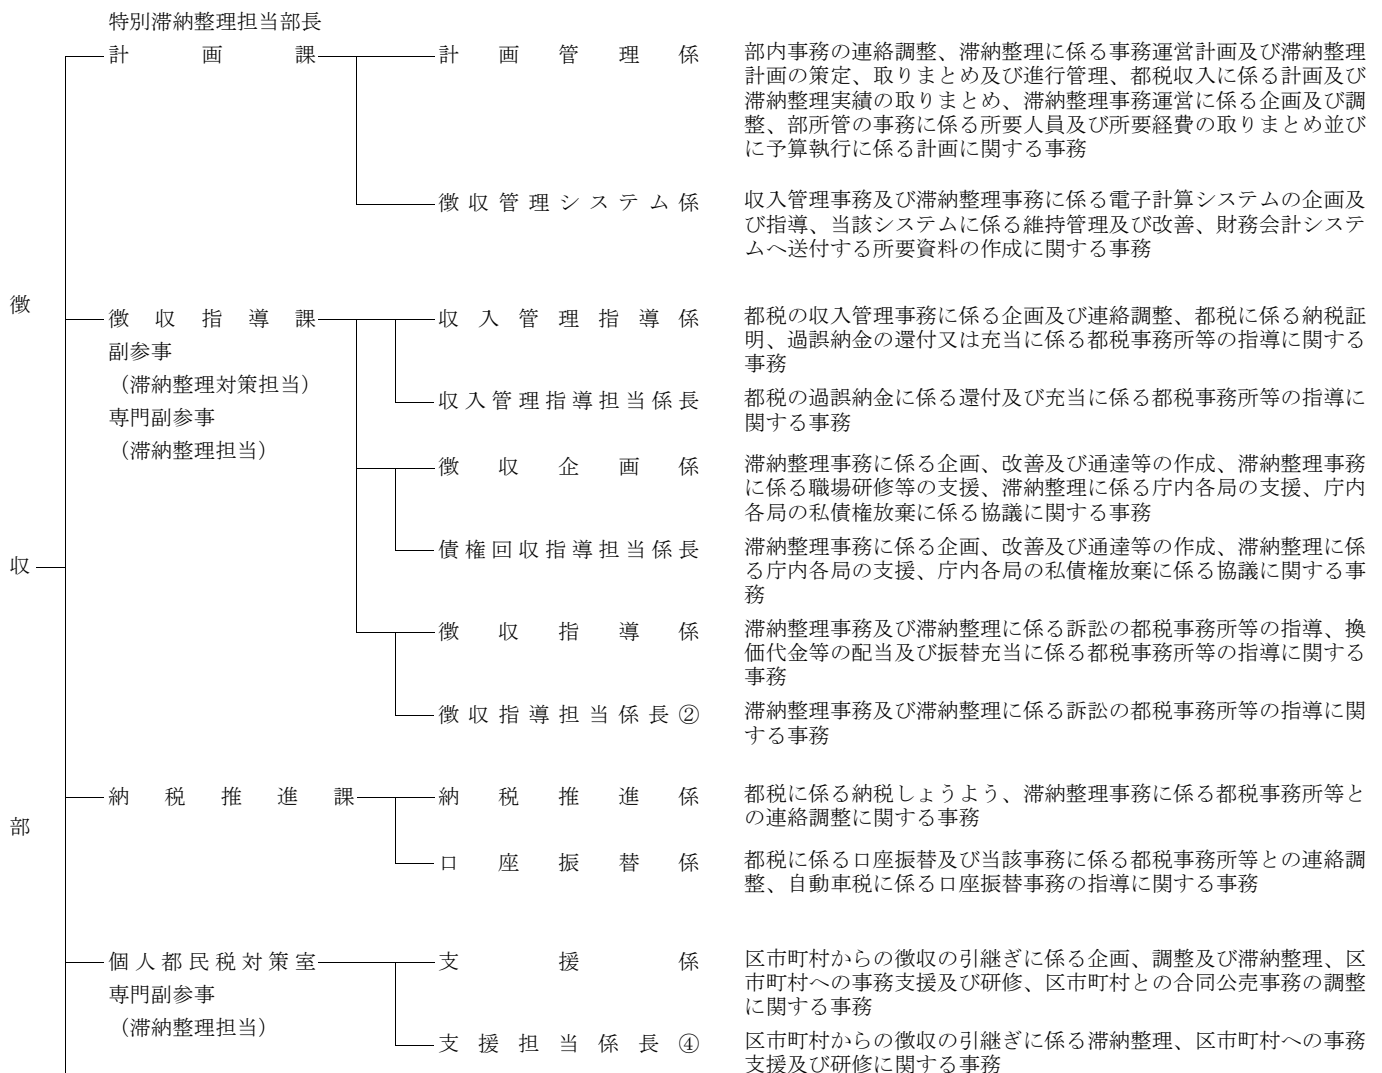 特別滞納整理担当部長
計画課
計画管理係
部内事務の連絡調整、滞納整理に係る事務運営計画及び滞納整理
計画の策定、取りまとめ及び進行管理、都税収入に係る計画及び
滞納整理実績の取りまとめ、滞納整理事務運営に係る企画及び調
整、部所管の事務に係る所要人員及び所要経費の取りまとめ並び
に予算執行に係る計画に関する事務
徴収管理システム係
収入管理事務及び滞納整理事務に係る電子計算システムの企画及
び指導、当該システムに係る維持管理及び改善、財務会計システ
ムへ送付する所要資料の作成に関する事務
徴収部
徴収指導課
副参事
（滞納整理対策担当）
専門副参事
（滞納整理担当）
収入管理指導係
都税の収入管理事務に係る企画及び連絡調整、都税に係る納税証
明、過誤納金の還付又は充当に係る都税事務所等の指導に関する
事務
収入管理指導担当係長
都税の過誤納金に係る還付及び充当に係る都税事務所等の指導に
関する事務
徴収企画係
滞納整理事務に係る企画、改善及び通達等の作成、滞納整理事務
に係る職場研修等の支援、滞納整理に係る庁内各局の支援、庁内
各局の私債権放棄に係る協議に関する事務
債権回収指導担当係長
滞納整理事務に係る企画、改善及び通達等の作成、滞納整理に係
る庁内各局の支援、庁内各局の私債権放棄に係る協議に関する事
務
徴収指導係
滞納整理事務及び滞納整理に係る訴訟の都税事務所等の指導、換
価代金等の配当及び振替充当に係る都税事務所等の指導に関する
事務
徴収指導担当係長②
滞納整理事務及び滞納整理に係る訴訟の都税事務所等の指導に関
する事務
納税推進課
納税推進係
都税に係る納税しょうよう、滞納整理事務に係る都税事務所等と
の連絡調整に関する事務
口座振替係
都税に係る口座振替及び当該事務に係る都税事務所等との連絡調
整、自動車税に係る口座振替事務の指導に関する事務
個人都民税対策室
専門副参事
（滞納整理担当）
支援係
区市町村からの徴収の引継ぎに係る企画、調整及び滞納整理、区
市町村への事務支援及び研修、区市町村との合同公売事務の調整
に関する事務
支援担当係長④
区市町村からの徴収の引継ぎに係る滞納整理、区市町村への事務
支援及び研修に関する事務